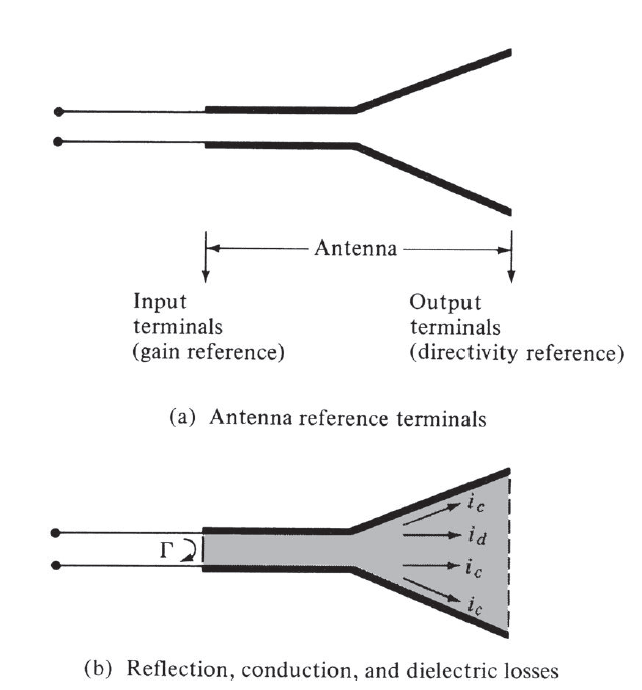 Antenna
Input
terminals
(gain reference)
Output
terminals
(directivity reference)
(a) Antenna reference terminals
Γ
i_c
i_d
i_c
i_c
(b) Reflection, conduction, and dielectric losses